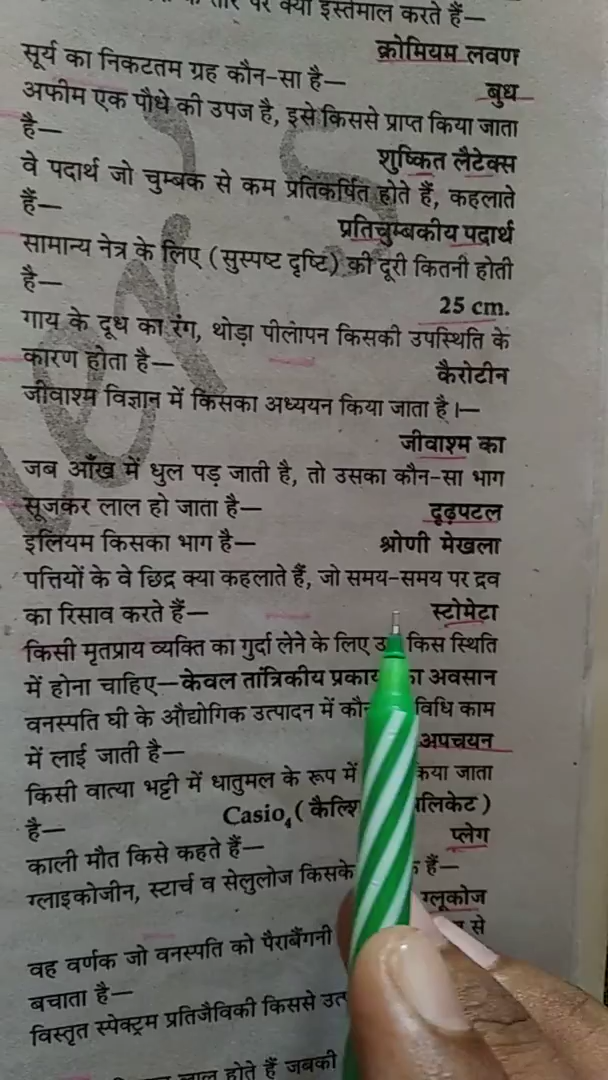 पर क्या इस्तेमाल करते हैं—
क्रोमियम लवण
सूर्य का निकटतम ग्रह कौन-सा है—
बुध
अफीम एक पौधे की उपज है, इसे किससे प्राप्त किया जाता
है—
शुष्कित लैटेक्स
वे पदार्थ जो चुम्बक से कम प्रतिकर्षित होते हैं, कहलाते
हैं—
प्रतिचुम्बकीय पदार्थ
सामान्य नेत्र के लिए (सुस्पष्ट दृष्टि) की दूरी कितनी होती
है—
25 cm.
गाय के दूध का रंग, थोड़ा पीलापन किसकी उपस्थिति के
कारण होता है—
कैरोटीन
जीवाश्म विज्ञान में किसका अध्ययन किया जाता है।—
जीवाश्म का
जब आँख में धुल पड़ जाती है, तो उसका कौन-सा भाग
सूजकर लाल हो जाता है—
दृढ़पटल
इलियम किसका भाग है—
श्रोणी मेखला
पत्तियों के वे छिद्र क्या कहलाते हैं, जो समय-समय पर द्रव
का रिसाव करते हैं—
स्टोमेटा
किसी मृतप्राय व्यक्ति का गुर्दा लेने के लिए किस स्थिति
में होना चाहिए—केवल तांत्रिकीय अवसान
वनस्पति घी के औद्योगिक उत्पादन में विधि काम
में लाई जाती है—
अपचयन
किसी वात्या भट्टी में धातुमल के रूप में जाता
है—
Casio₄ (
)
काली मौत किसे कहते हैं—
प्लेग
ग्लाइकोजीन, स्टार्च व सेलुलोज किसके हैं—
ग्लूकोज
वह वर्णक जो वनस्पति को पैराबैंगनी से
बचाता है—
विस्तृत स्पेक्ट्रम प्रतिजैविकी किससे
लाल होते हैं जबकी